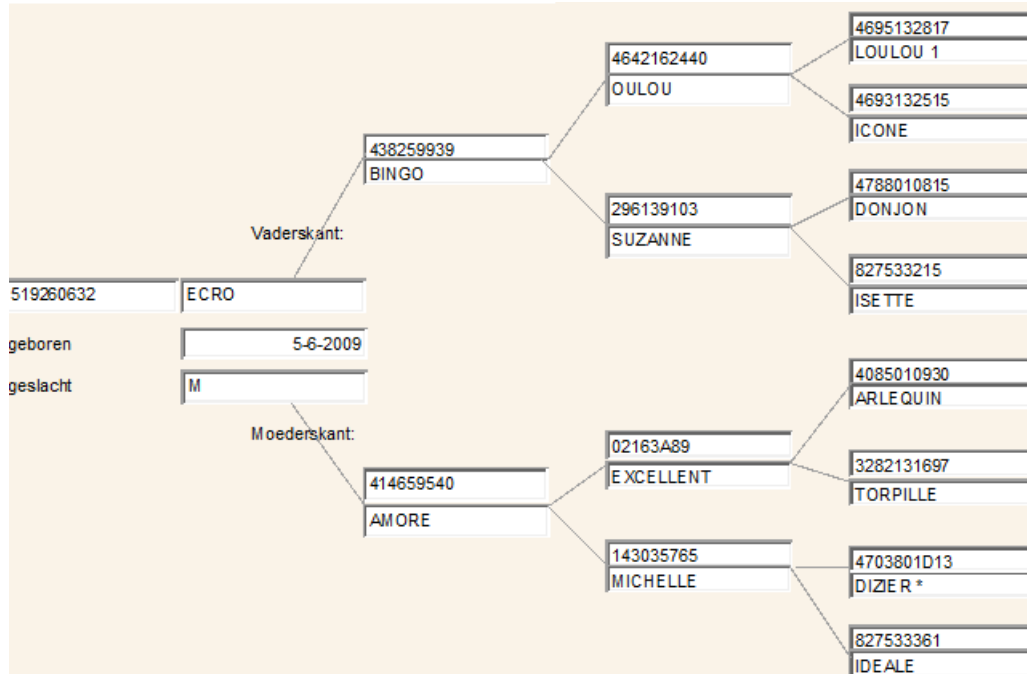 4695132817
LOULOU 1
4642162440
OULOU
4693132515
ICONE
438259939
BINGO
4788010815
DONJON
296139103
SUZANNE
Vaderskant:
827533215
ISETTE
519260632 ECRO
geboren 5-6-2009
geslacht M
4085010930
ARLEQUIN
Moederskant:
02163A89
EXCELLENT
3282131697
TORPILLE
414659540
AMORE
143035765
MICHELLE
4703801D13
DIZIER *
827533361
IDEALE